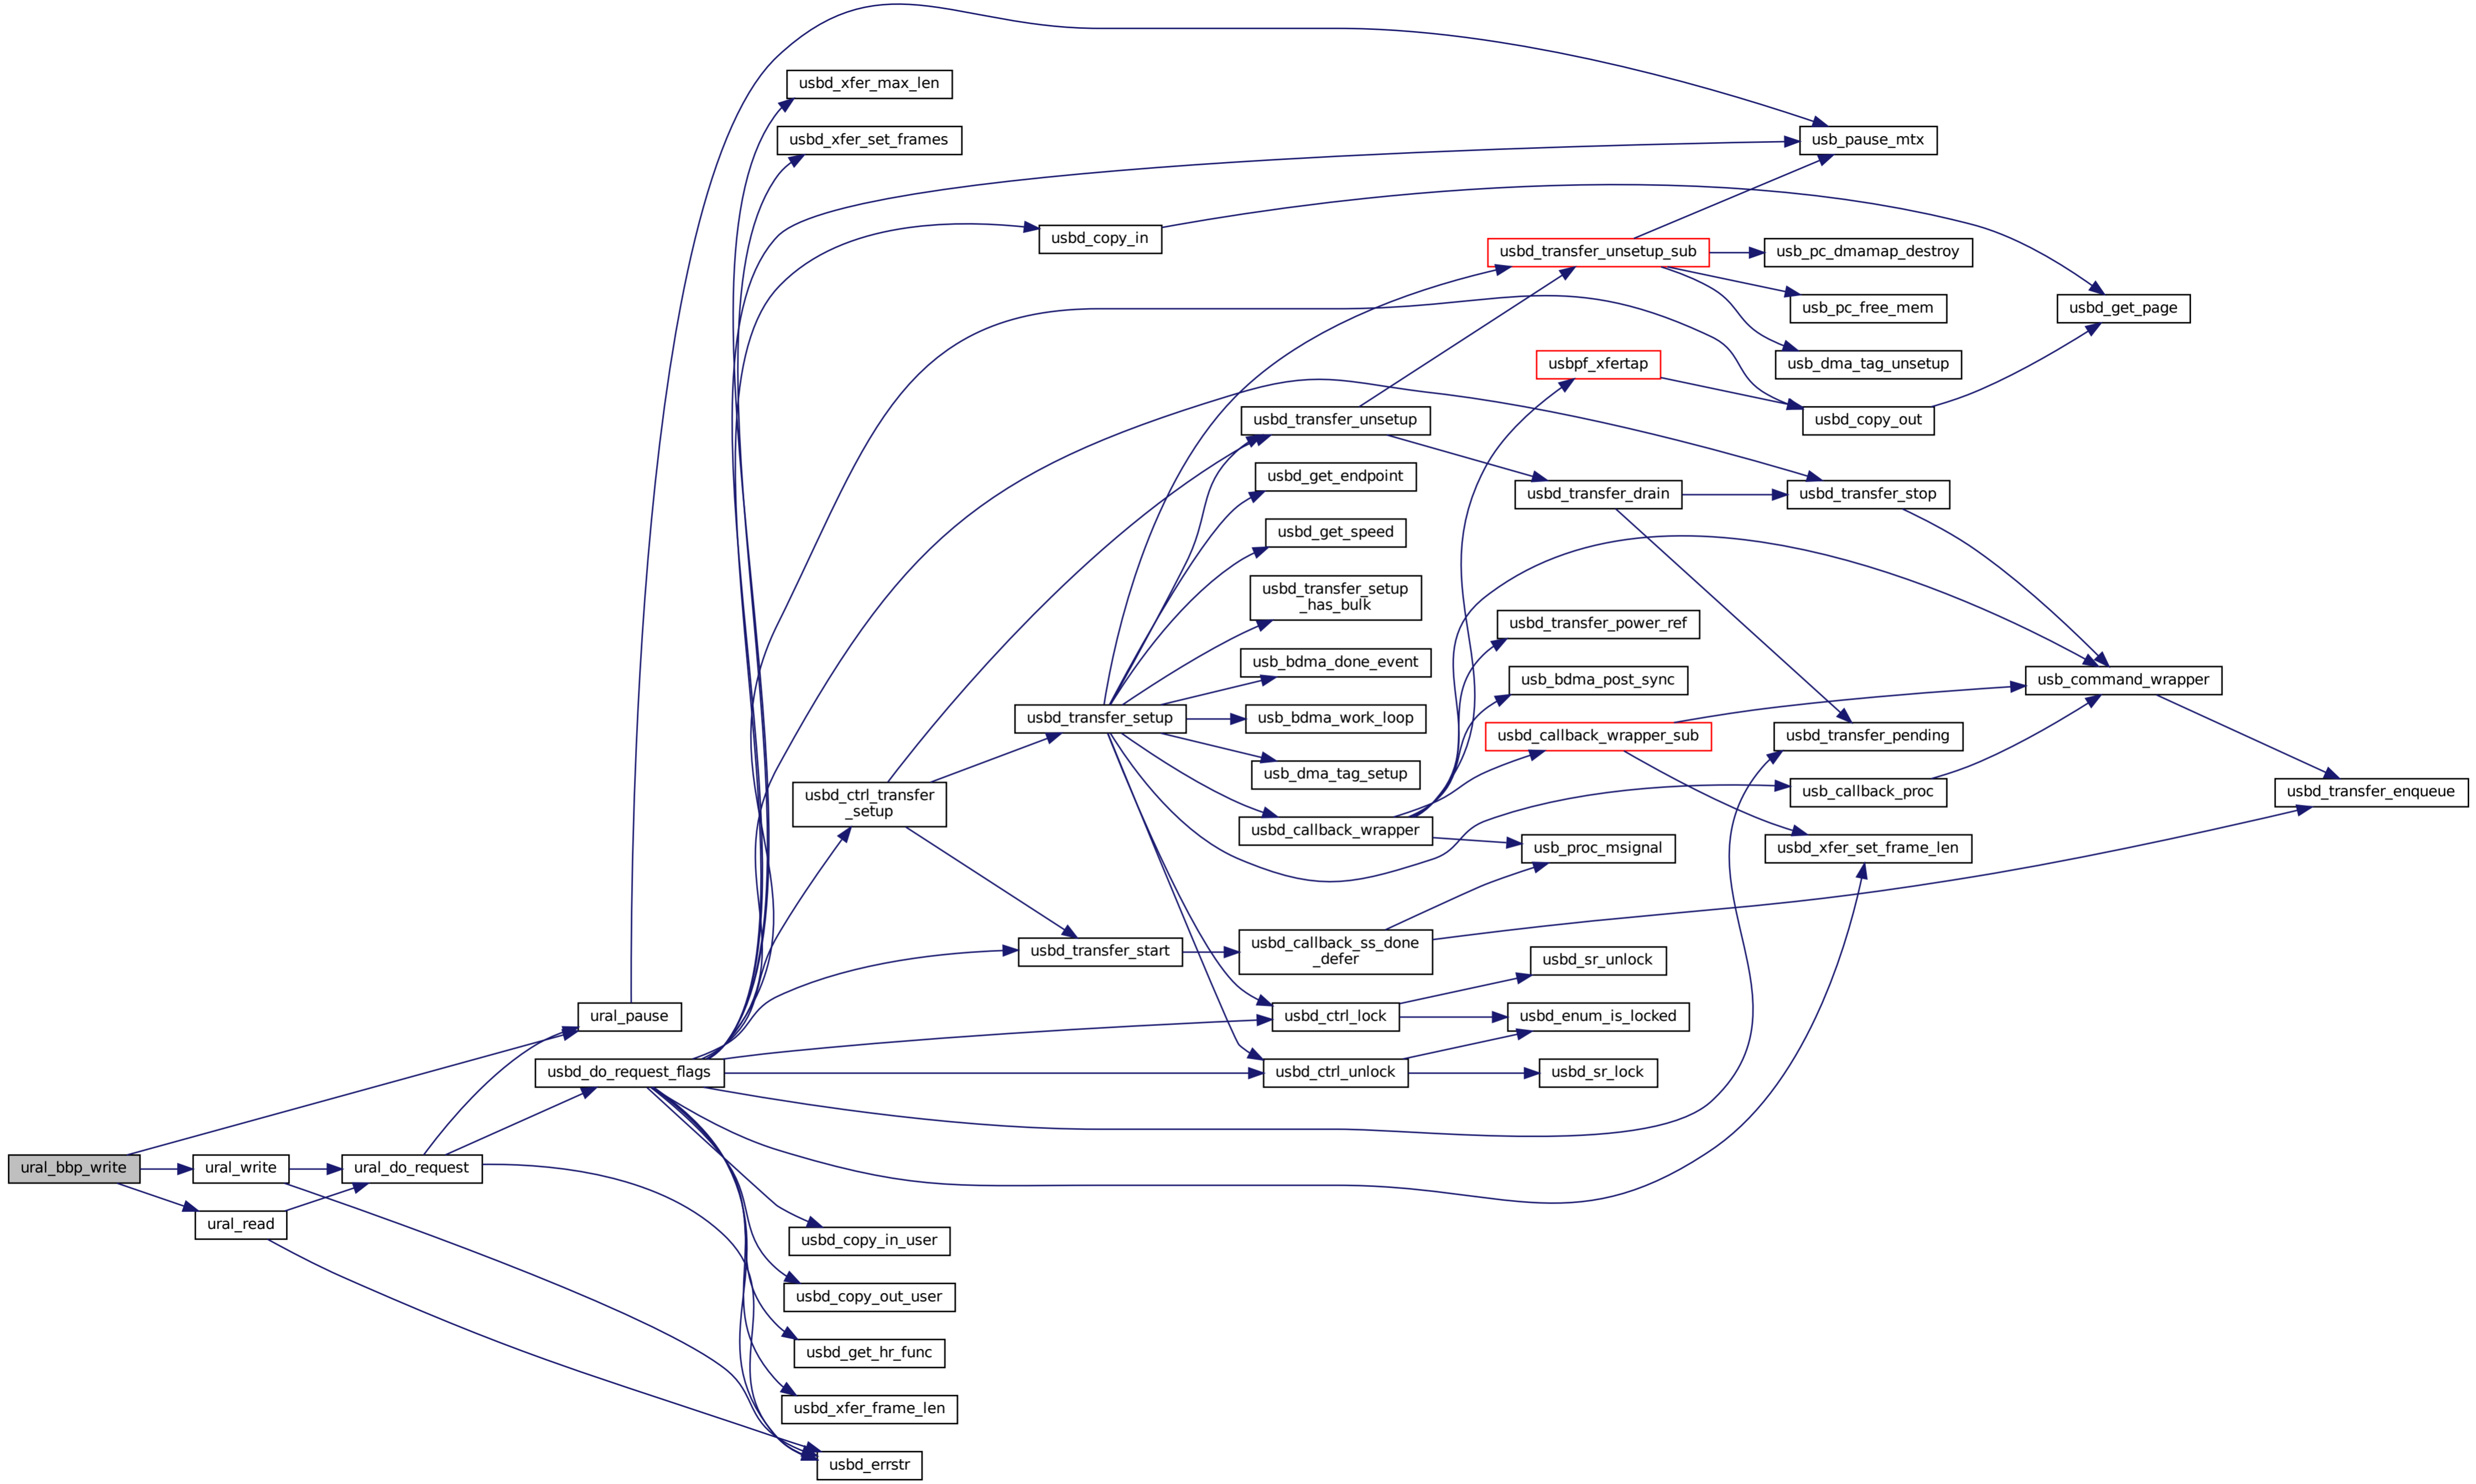 usbd_xfer_max_len
usbd_xfer_set_frames
usb_pause_mtx
usbd_copy_in
usbd_transfer_unsetup_sub
usb_pc_dmamap_destroy
usb_pc_free_mem
usbd_get_page
usb_dma_tag_unsetup
usbpf_xfertap
usbd_transfer_unsetup
usbd_copy_out
usbd_get_endpoint
usbd_transfer_drain
usbd_transfer_stop
usbd_get_speed
usbd_transfer_setup
_has_bulk
usbd_transfer_power_ref
usb_bdma_done_event
usb_bdma_post_sync
usb_command_wrapper
usbd_transfer_setup
usb_bdma_work_loop
usbd_callback_wrapper_sub
usbd_transfer_pending
usb_dma_tag_setup
usb_callback_proc
usbd_transfer_enqueue
usbd_ctrl_transfer
_setup
usbd_callback_wrapper
usb_proc_msignal
usbd_xfer_set_frame_len
usbd_transfer_start
usbd_callback_ss_done
_defer
usbd_sr_unlock
ural_pause
usbd_ctrl_lock
usbd_enum_is_locked
usbd_do_request_flags
usbd_ctrl_unlock
usbd_sr_lock
ural_bbp_write
ural_write
ural_do_request
ural_read
usbd_copy_in_user
usbd_copy_out_user
usbd_get_hr_func
usbd_xfer_frame_len
usbd_errstr